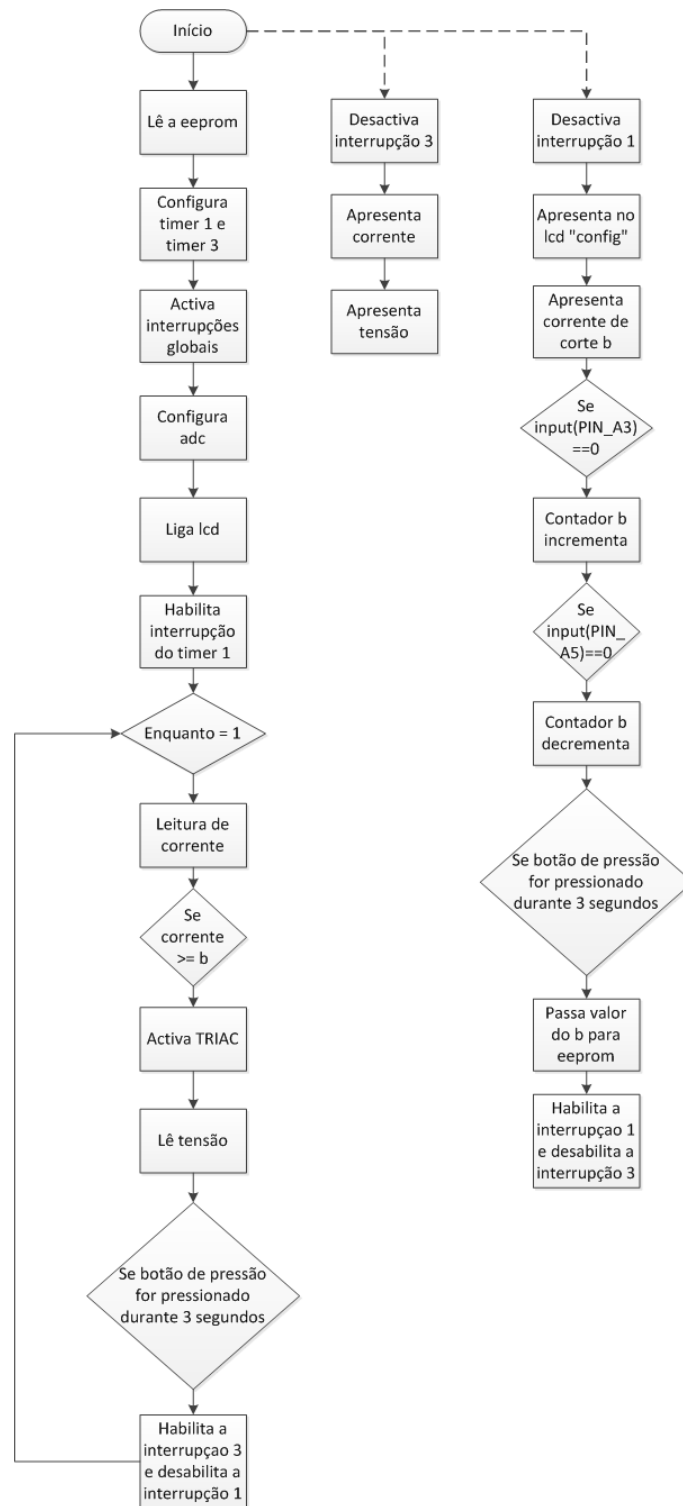 Início
Lê a eeprom
Configura
timer 1 e
timer 3
Activa
interrupções
globais
Configura
adc
Liga lcd
Habilita
interrupção
do timer 1
Enquanto = 1
Leitura de
corrente
Se
corrente
>= b
Activa TRIAC
Lê tensão
Se botão de pressão
for pressionado
durante 3 segundos
Habilita a
interrupçao 3
e desabilita a
interrupção 1
Desactiva
interrupção 3
Apresenta
corrente
Apresenta
tensão
Desactiva
interrupção 1
Apresenta no
lcd "config"
Apresenta
corrente de
corte b
Se
input(PIN_A3)
==0
Contador b
incrementa
Se
input(PIN_
A5)==0
Contador b
decrementa
Se botão de pressão
for pressionado
durante 3 segundos
Passa valor
do b para
eeprom
Habilita a
interrupçao 1
e desabilita a
interrupção 3